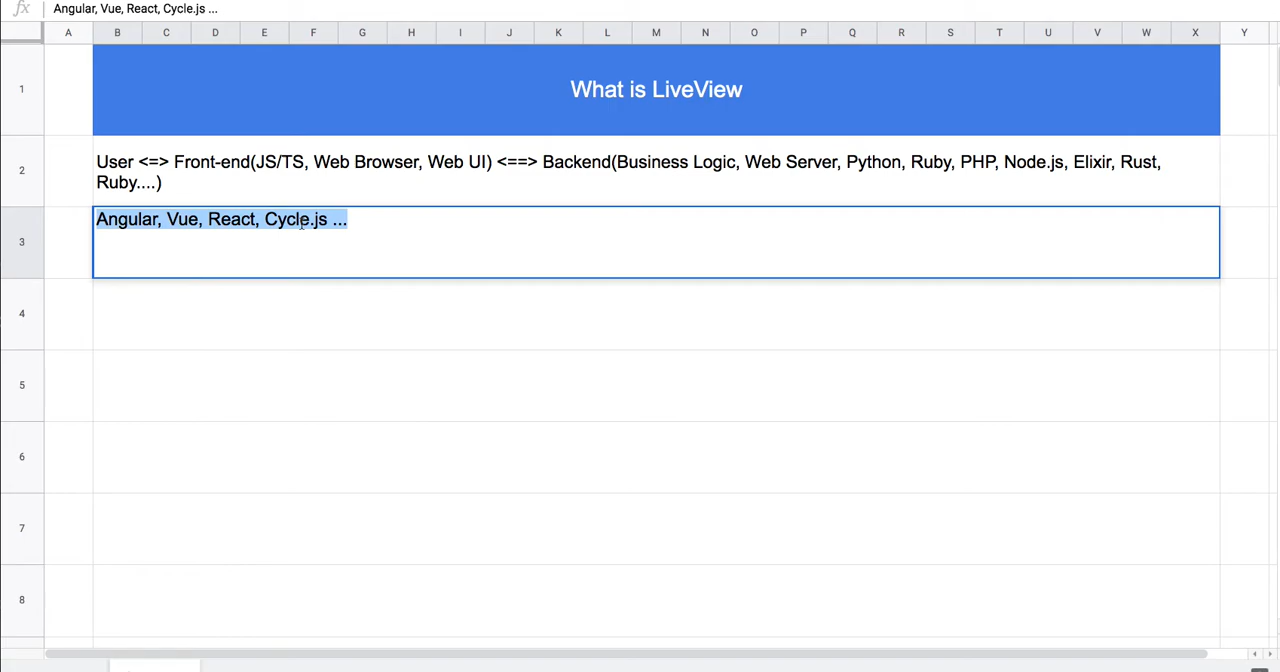 fx Angular, Vue, React, Cycle.js ...
A B C D E F G H I J K L M N O P Q R S T U V W X Y
1 What is LiveView
2 User <=> Front-end(JS/TS, Web Browser, Web UI) <==> Backend(Business Logic, Web Server, Python, Ruby, PHP, Node.js, Elixir, Rust,
Ruby....)
3 Angular, Vue, React, Cycle.js ...
4
5
6
7
8